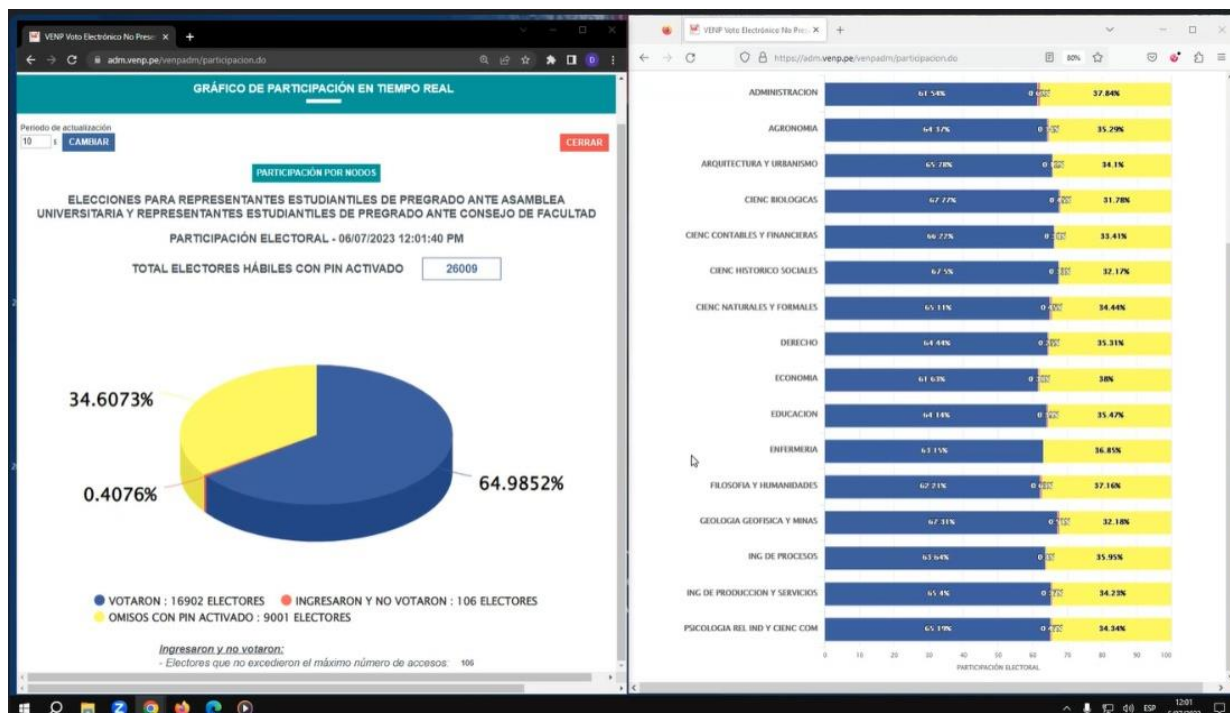 VENP Voto Electrónico No Prese
adm.venp.pe/venpadm/participacion.do
GRÁFICO DE PARTICIPACIÓN EN TIEMPO REAL
Periodo de actualización
10 s CAMBIAR
CERRAR
PARTICIPACIÓN POR NODOS
ELECCIONES PARA REPRESENTANTES ESTUDIANTILES DE PREGRADO ANTE ASAMBLEA
UNIVERSITARIA Y REPRESENTANTES ESTUDIANTILES DE PREGRADO ANTE CONSEJO DE FACULTAD
PARTICIPACIÓN ELECTORAL - 06/07/2023 12:01:40 PM
TOTAL ELECTORES HÁBILES CON PIN ACTIVADO 26009
34.6073%
0.4076%
64.9852%
VOTARON : 16902 ELECTORES INGRESARON Y NO VOTARON : 106 ELECTORES
OMISOS CON PIN ACTIVADO : 9001 ELECTORES
Ingresaron y no votaron:
- Electores que no excedieron el máximo número de accesos: 106
VENP Voto Electrónico No Pres
https://adm.venp.pe/venpadm/participacion.do 80%
ADMINISTRACION 61.54% 37.84%
AGRONOMIA 64.37% 35.29%
ARQUITECTURA Y URBANISMO 65.78% 34.1%
CIENC BIOLOGICAS 67.77% 31.78%
CIENC CONTABLES Y FINANCIERAS 66.22% 33.41%
CIENC HISTORICO SOCIALES 67.5% 32.17%
CIENC NATURALES Y FORMALES 65.11% 34.44%
DERECHO 64.44% 35.31%
ECONOMIA 61.63% 38%
EDUCACION 64.14% 35.47%
ENFERMERIA 63.15% 36.85%
FILOSOFIA Y HUMANIDADES 62.21% 37.16%
GEOLOGIA GEOFISICA Y MINAS 67.31% 32.18%
ING DE PROCESOS 63.64% 35.95%
ING DE PRODUCCION Y SERVICIOS 65.4% 34.23%
PSICOLOGIA REL IND Y CIENC COM 65.19% 34.34%
0 10 20 30 40 50 60 70 80 90 100
PARTICIPACIÓN ELECTORAL
ESP 12:01